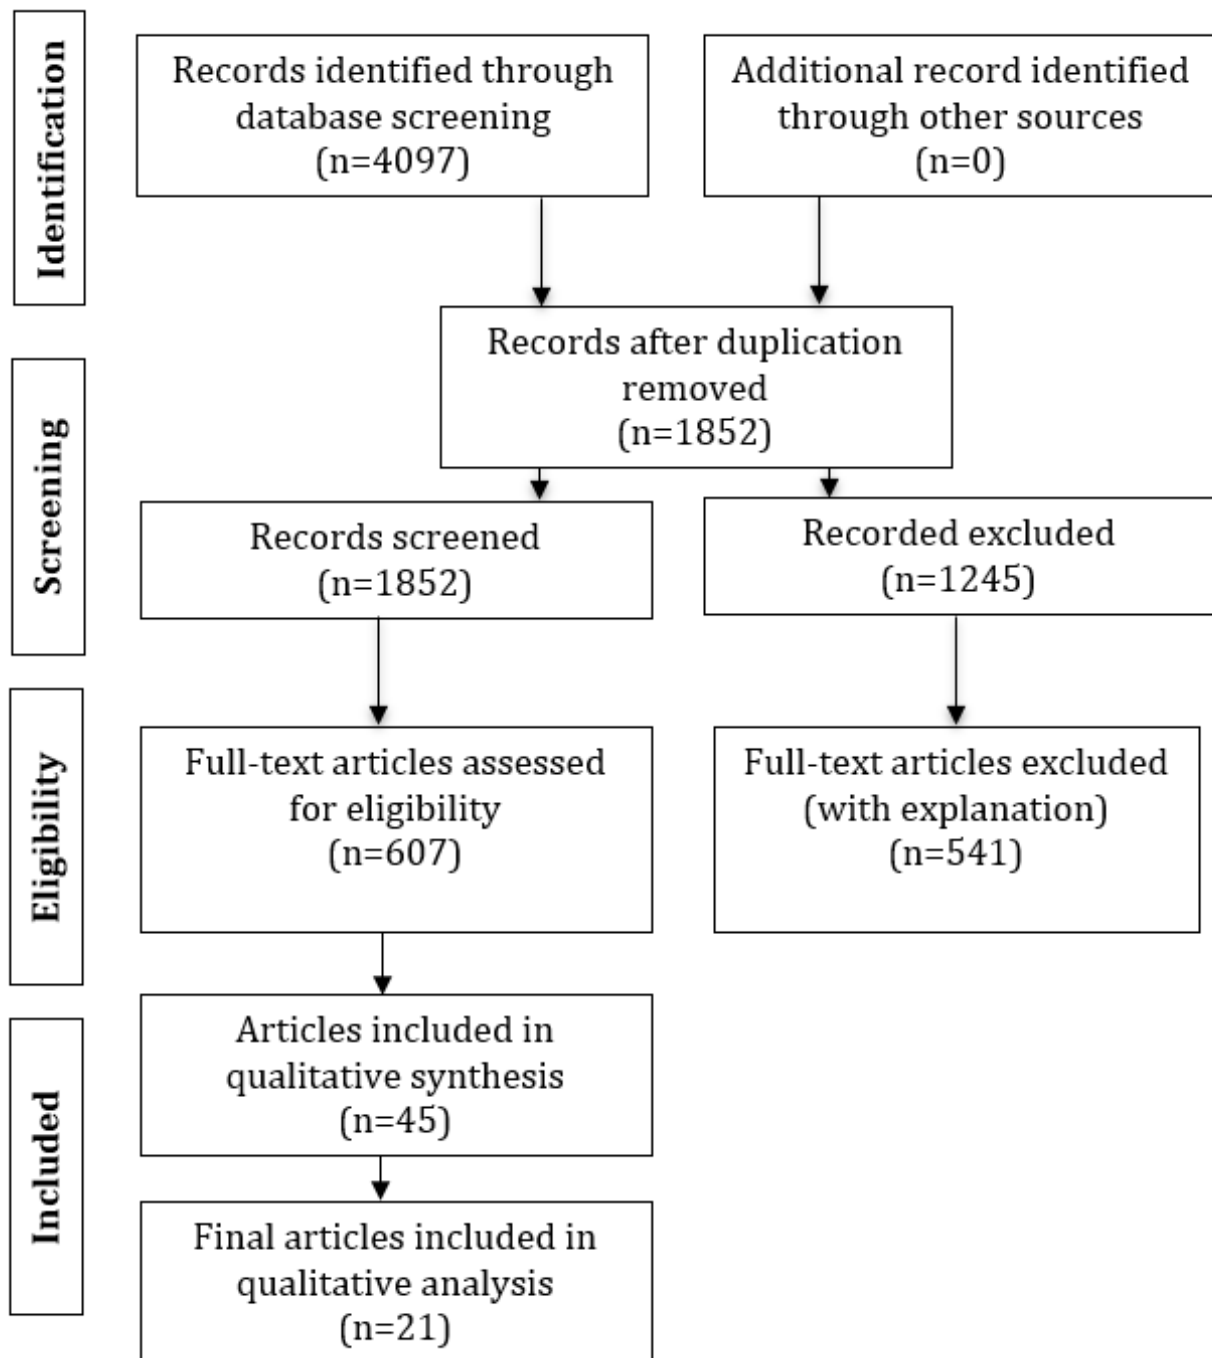 Identification
Records identified through
database screening
(n=4097)
Additional record identified
through other sources
(n=0)
Records after duplication
removed
(n=1852)
Screening
Records screened
(n=1852)
Recorded excluded
(n=1245)
Eligibility
Full-text articles assessed
for eligibility
(n=607)
Full-text articles excluded
(with explanation)
(n=541)
Included
Articles included in
qualitative synthesis
(n=45)
Final articles included in
qualitative analysis
(n=21)